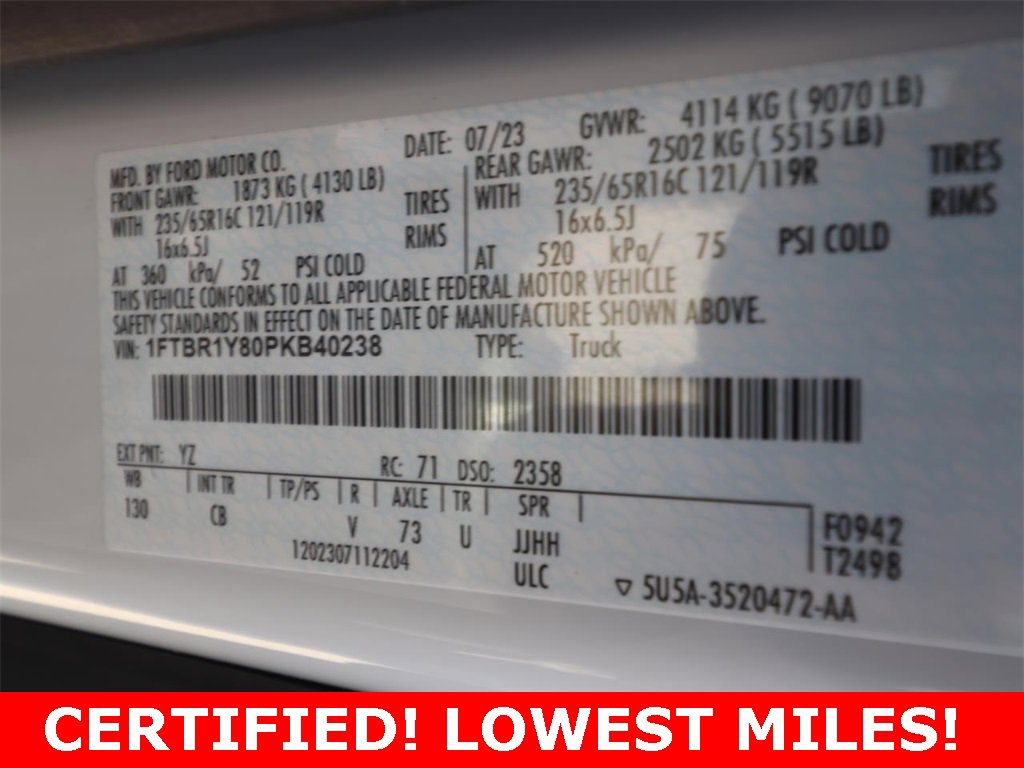 MFD. BY FORD MOTOR CO. DATE: 07/23 GVWR: 4114 KG ( 9070 LB)
FRONT GAWR: 1873 KG ( 4130 LB) REAR GAWR: 2502 KG ( 5515 LB)
WITH 235/65R16C 121/119R TIRES WITH 235/65R16C 121/119R TIRES
16x6.5J RIMS 16x6.5J RIMS
AT 360 kPa/ 52 PSI COLD AT 520 kPa/ 75 PSI COLD
THIS VEHICLE CONFORMS TO ALL APPLICABLE FEDERAL MOTOR VEHICLE
SAFETY STANDARDS IN EFFECT ON THE DATE OF MANUFACTURE SHOWN ABOVE.
VIN: 1FTBR1Y80PKB40238 TYPE: Truck
EXT PNT: YZ RC: 71 DSO: 2358
WB INT TR TP/PS R AXLE TR SPR
130 CB V 73 U JJHH F0942
1202307112204 ULC T2498
▽ 5U5A-3520472-AA
CERTIFIED! LOWEST MILES!